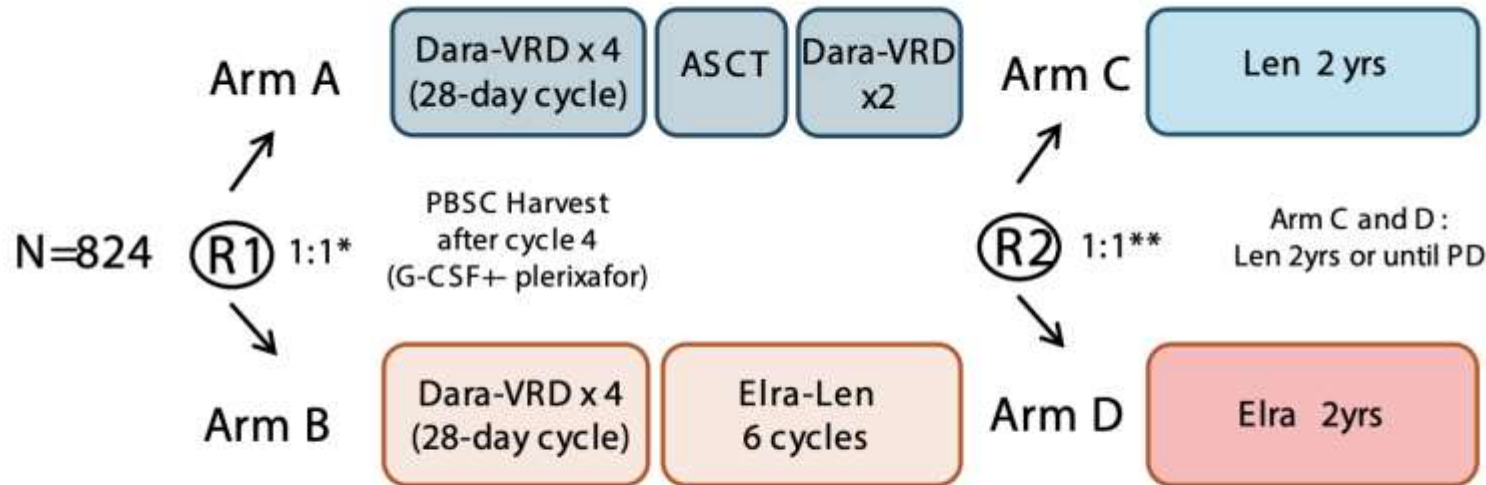 Arm A
Dara-VRD x 4
(28-day cycle)
ASCT
Dara-VRD
x2
Arm C
Len 2 yrs
N=824
R1
1:1*
PBSC Harvest
after cycle 4
(G-CSF+- plerixafor)
R2
1:1**
Arm C and D :
Len 2yrs or until PD
Arm B
Dara-VRD x 4
(28-day cycle)
Elra-Len
6 cycles
Arm D
Elra 2yrs